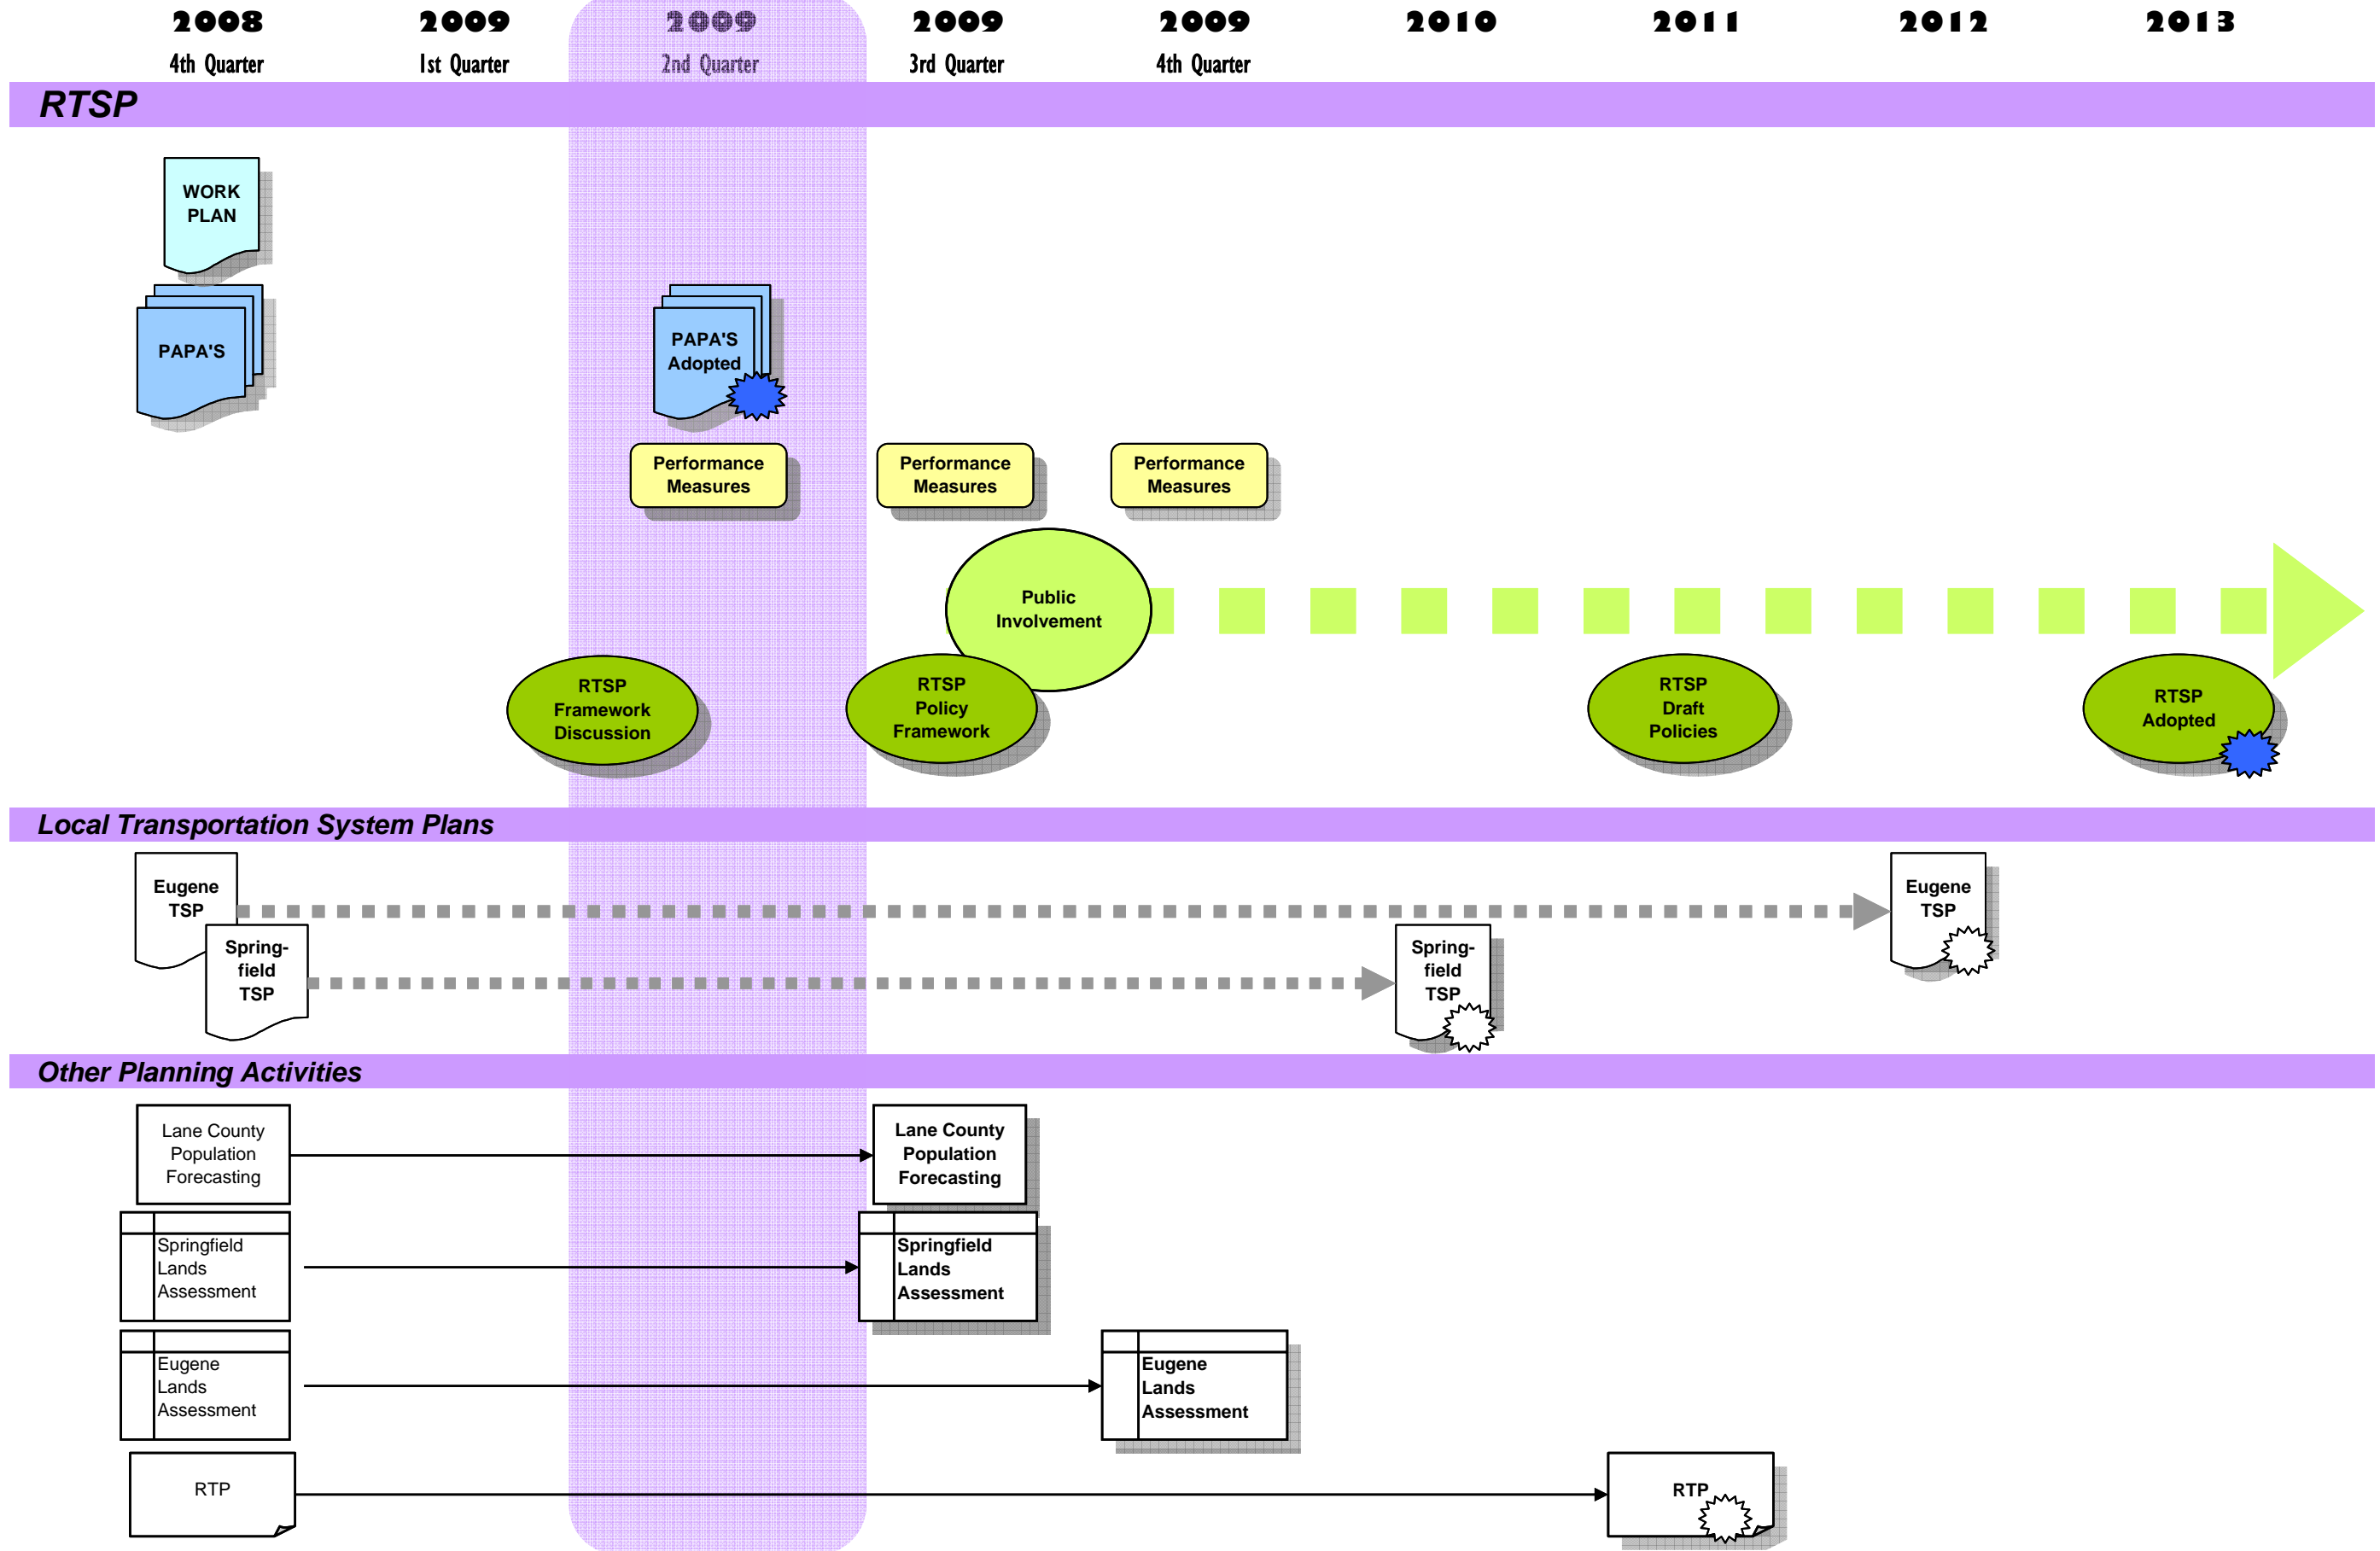 2008 2009 2009 2009 2009 2010 2011 2012 2013
4th Quarter 1st Quarter 2nd Quarter 3rd Quarter 4th Quarter
RTSP
WORK
PLAN
PAPA'S
PAPA'S
Adopted
Performance
Measures
Performance
Measures
Performance
Measures
Public
Involvement
RTSP
Framework
Discussion
RTSP
Policy
Framework
RTSP
Draft
Policies
RTSP
Adopted
Local Transportation System Plans
Eugene
TSP
Eugene
TSP
Spring-
field
TSP
Spring-
field
TSP
Other Planning Activities
Lane County
Population
Forecasting
Lane County
Population
Forecasting
Springfield
Lands
Assessment
Springfield
Lands
Assessment
Eugene
Lands
Assessment
Eugene
Lands
Assessment
RTP
RTP